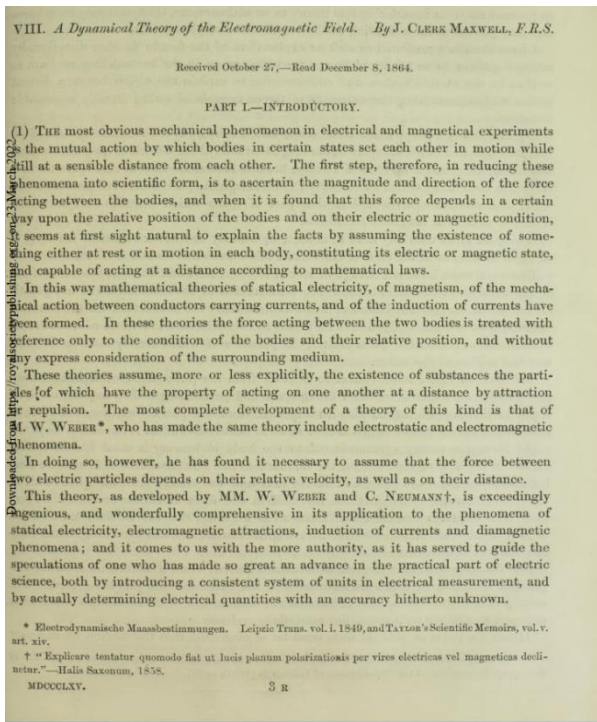 VIII. A Dynamical Theory of the Electromagnetic Field. By J. CLERK MAXWELL, F.R.S.
Received October 27,—Read December 8, 1864.
PART I.—INTRODUCTORY.
(1) THE most obvious mechanical phenomenon in electrical and magnetical experiments
is the mutual action by which bodies in certain states set each other in motion while
still at a sensible distance from each other. The first step, therefore, in reducing these
phenomena into scientific form, is to ascertain the magnitude and direction of the force
acting between the bodies, and when it is found that this force depends in a certain
way upon the relative position of the bodies and on their electric or magnetic condition,
it seems at first sight natural to explain the facts by assuming the existence of some-
thing either at rest or in motion in each body, constituting its electric or magnetic state,
and capable of acting at a distance according to mathematical laws.
In this way mathematical theories of statical electricity, of magnetism, of the mecha-
nical action between conductors carrying currents, and of the induction of currents have
been formed. In these theories the force acting between the two bodies is treated with
reference only to the condition of the bodies and their relative position, and without
any express consideration of the surrounding medium.
These theories assume, more or less explicitly, the existence of substances the parti-
cles [of which have the property of acting on one another at a distance by attraction
or repulsion. The most complete development of a theory of this kind is that of
M. W. WEBER*, who has made the same theory include electrostatic and electromagnetic
phenomena.
In doing so, however, he has found it necessary to assume that the force between
two electric particles depends on their relative velocity, as well as on their distance.
This theory, as developed by MM. W. WEBER and C. NEUMANN†, is exceedingly
ingenious, and wonderfully comprehensive in its application to the phenomena of
statical electricity, electromagnetic attractions, induction of currents and diamagnetic
phenomena; and it comes to us with the more authority, as it has served to guide the
speculations of one who has made so great an advance in the practical part of electric
science, both by introducing a consistent system of units in electrical measurement, and
by actually determining electrical quantities with an accuracy hitherto unknown.
* Electrodynamische Maassbestimmungen. Leipzic Trans. vol. i. 1849, and TAYLOR'S Scientific Memoirs, vol. v.
art. xiv.
† "Explicare tentatur quomodo fiat ut lucis planum polarizationis per vires electricas vel magneticas decli-
netur."—Halis Saxonum, 1858.
MDCCCLXV. 3 R
Downloaded from https://royalsocietypublishing.org/ on 23 March 2022